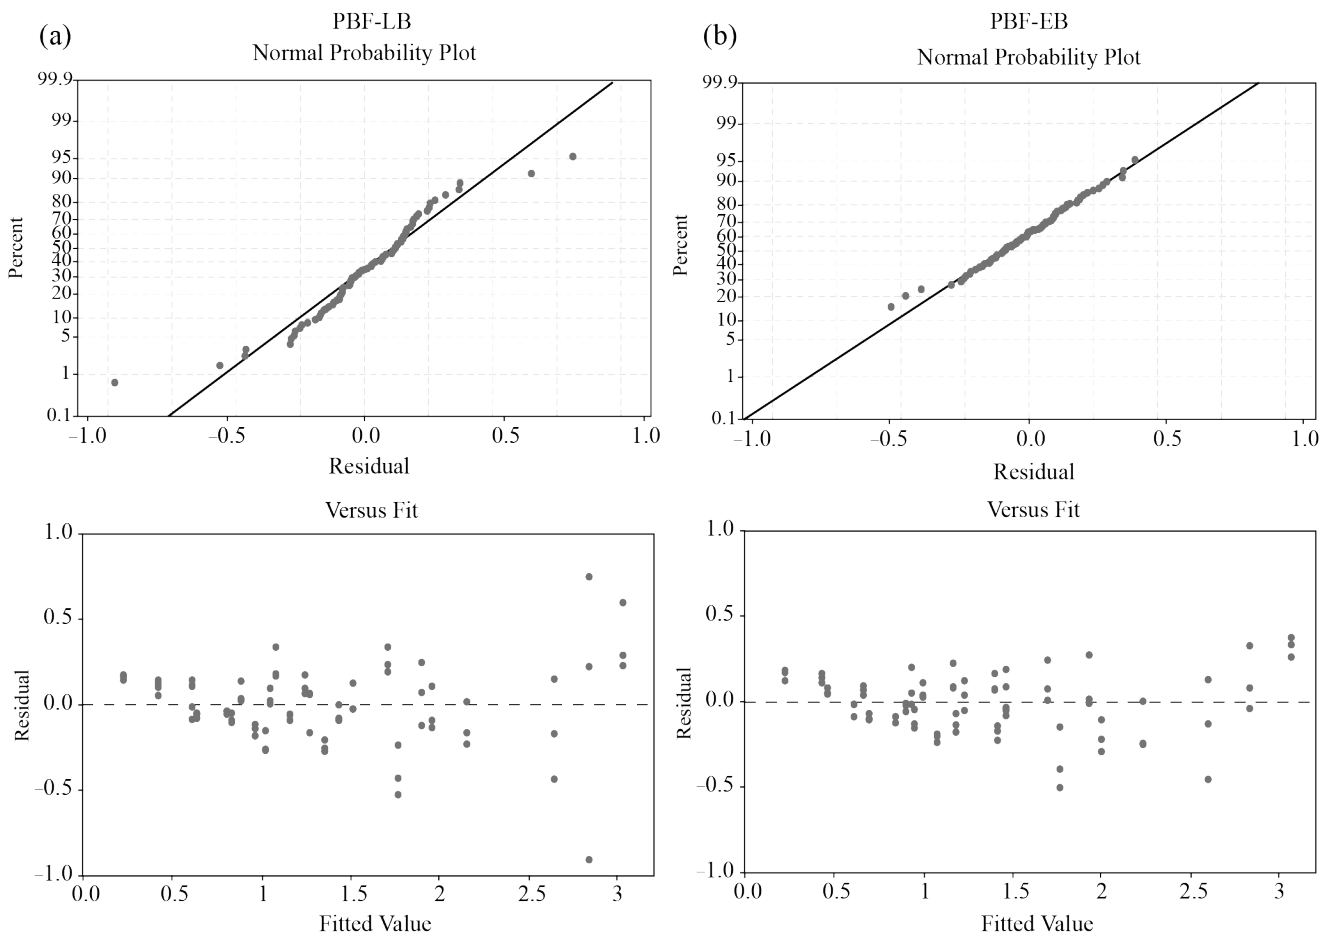 (a)
PBF-LB
Normal Probability Plot
99.9
99
95
90
80
70
60
50
40
30
20
10
5
1
0.1
Percent
–1.0 –0.5 0.0 0.5 1.0
Residual
(b)
PBF-EB
Normal Probability Plot
99.9
99
95
90
80
70
60
50
40
30
20
10
5
1
0.1
Percent
–1.0 –0.5 0.0 0.5 1.0
Residual
Versus Fit
1.0
0.5
0.0
–0.5
–1.0
Residual
0.0 0.5 1 1.5 2 2.5 3
Fitted Value
Versus Fit
1.0
0.5
0.0
–0.5
–1.0
Residual
0.0 0.5 1 1.5 2 2.5 3
Fitted Value